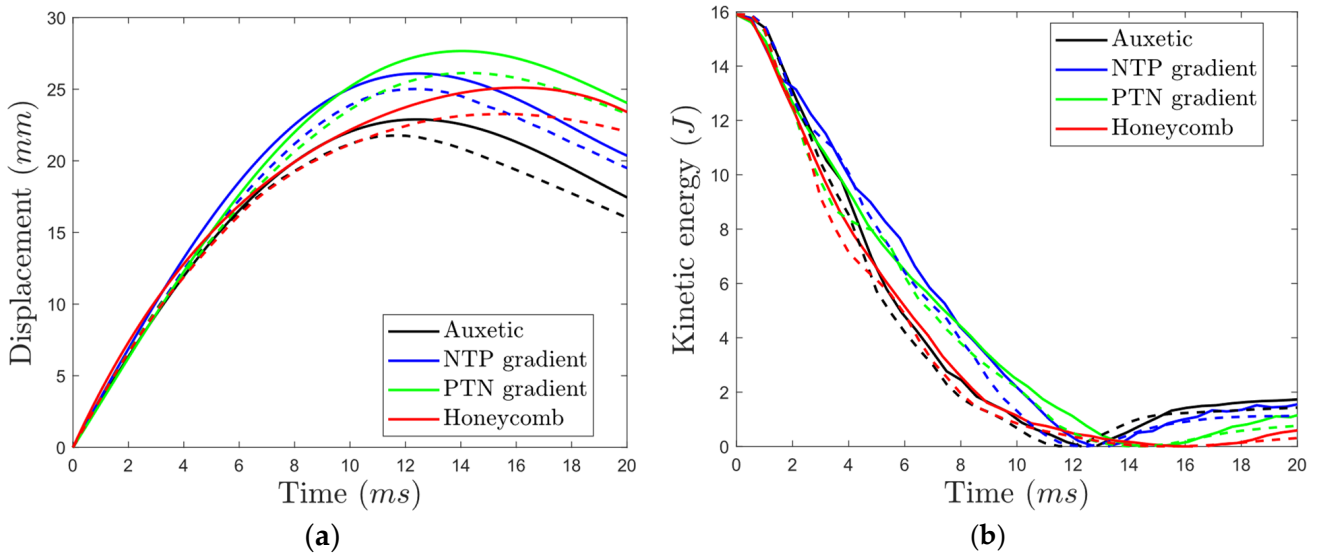 30
25
20
15
10
5
0
Displacement (mm)
Auxetic
NTP gradient
PTN gradient
Honeycomb
0 2 4 6 8 10 12 14 16 18 20
Time (ms)
(a)
16
14
12
10
8
6
4
2
0
Kinetic energy (J)
Auxetic
NTP gradient
PTN gradient
Honeycomb
0 2 4 6 8 10 12 14 16 18 20
Time (ms)
(b)